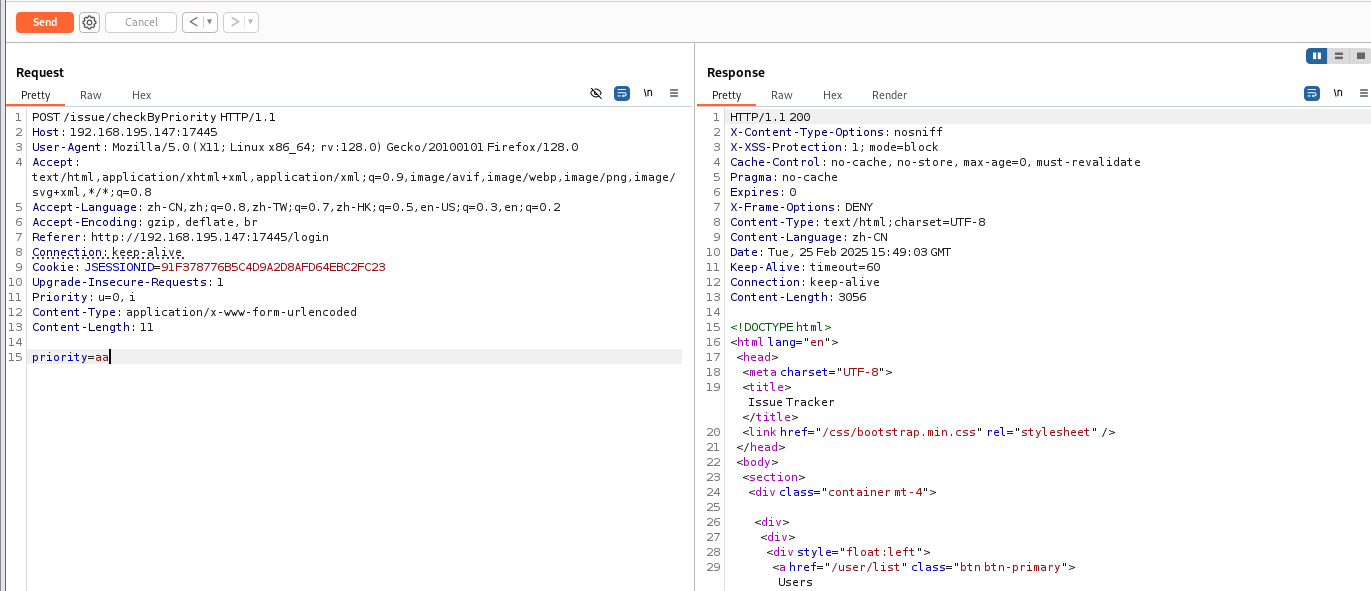 Send
Cancel
< ▾
> ▾
Request
Pretty Raw Hex
\n
1 POST /issue/checkByPriority HTTP/1.1
2 Host: 192.168.195.147:17445
3 User-Agent: Mozilla/5.0 (X11; Linux x86_64; rv:128.0) Gecko/20100101 Firefox/128.0
4 Accept:
text/html,application/xhtml+xml,application/xml;q=0.9,image/avif,image/webp,image/png,image/
svg+xml,*/*;q=0.8
5 Accept-Language: zh-CN,zh;q=0.8,zh-TW;q=0.7,zh-HK;q=0.5,en-US;q=0.3,en;q=0.2
6 Accept-Encoding: gzip, deflate, br
7 Referer: http://192.168.195.147:17445/login
8 Connection: keep-alive
9 Cookie: JSESSIONID=91F378776B5C4D9A2D8AFD64EBC2FC23
10 Upgrade-Insecure-Requests: 1
11 Priority: u=0, i
12 Content-Type: application/x-www-form-urlencoded
13 Content-Length: 11
14
15 priority=aa
Response
Pretty Raw Hex Render
\n
1 HTTP/1.1 200
2 X-Content-Type-Options: nosniff
3 X-XSS-Protection: 1; mode=block
4 Cache-Control: no-cache, no-store, max-age=0, must-revalidate
5 Pragma: no-cache
6 Expires: 0
7 X-Frame-Options: DENY
8 Content-Type: text/html;charset=UTF-8
9 Content-Language: zh-CN
10 Date: Tue, 25 Feb 2025 15:49:03 GMT
11 Keep-Alive: timeout=60
12 Connection: keep-alive
13 Content-Length: 3056
14
15 <!DOCTYPE html>
16 <html lang="en">
17 <head>
18 <meta charset="UTF-8">
19 <title>
Issue Tracker
</title>
20 <link href="/css/bootstrap.min.css" rel="stylesheet" />
21 </head>
22 <body>
23 <section>
24 <div class="container mt-4">
25
26 <div>
27 <div>
28 <div style="float:left">
29 <a href="/user/list" class="btn btn-primary">
Users